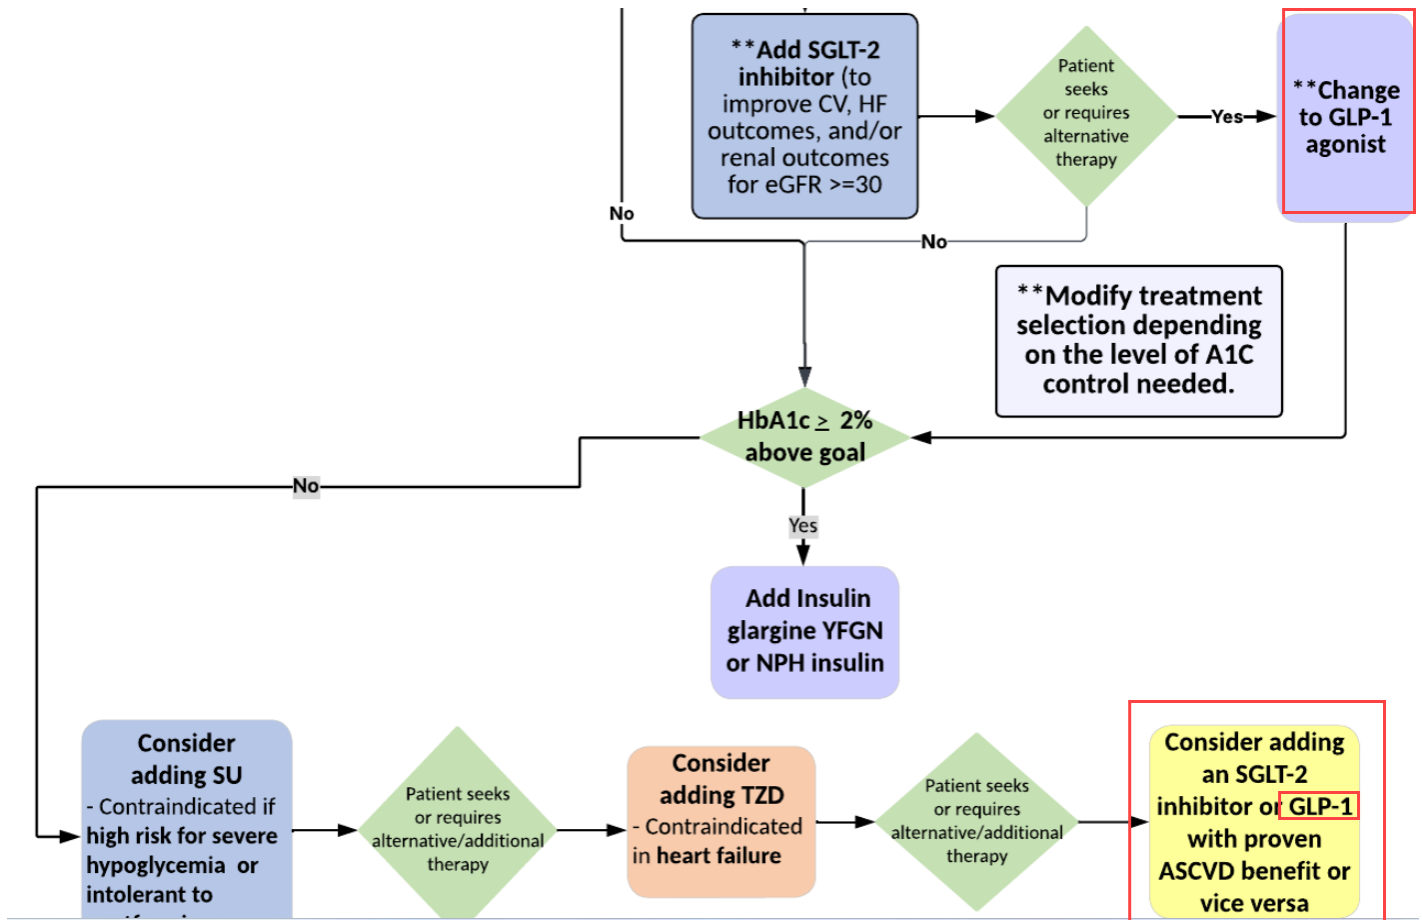 **Add SGLT-2
inhibitor (to
improve CV, HF
outcomes, and/or
renal outcomes
for eGFR >=30
Patient
seeks
or requires
alternative
therapy
Yes
**Change
to GLP-1
agonist
No
No
**Modify treatment
selection depending
on the level of A1C
control needed.
HbA1c ≥ 2%
above goal
No
Yes
Add Insulin
glargine YFGN
or NPH insulin
Consider
adding SU
- Contraindicated if
high risk for severe
hypoglycemia or
intolerant to
Patient seeks
or requires
alternative/additional
therapy
Consider
adding TZD
- Contraindicated
in heart failure
Patient seeks
or requires
alternative/additional
therapy
Consider adding
an SGLT-2
inhibitor or GLP-1
with proven
ASCVD benefit or
vice versa